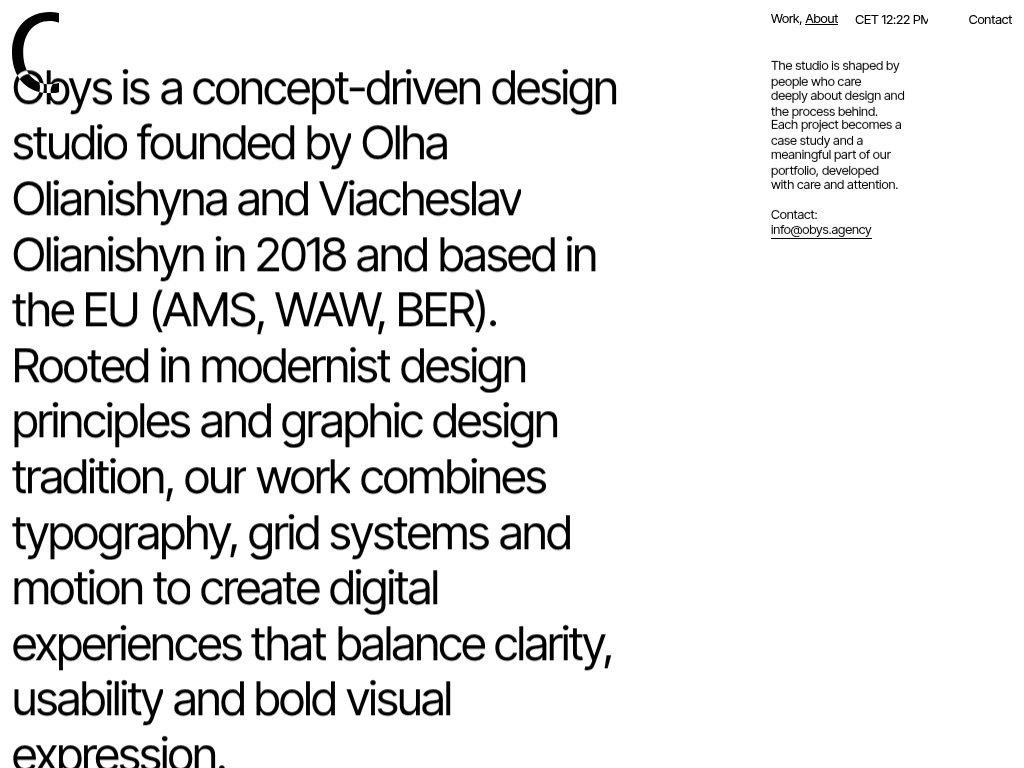 Work, About
CET 12:22 PM
Contact
Obys is a concept-driven design
studio founded by Olha
Olianishyna and Viacheslav
Olianishyn in 2018 and based in
the EU (AMS, WAW, BER).
Rooted in modernist design
principles and graphic design
tradition, our work combines
typography, grid systems and
motion to create digital
experiences that balance clarity,
usability and bold visual
expression.
The studio is shaped by
people who care
deeply about design and
the process behind.
Each project becomes a
case study and a
meaningful part of our
portfolio, developed
with care and attention.
Contact:
info@obys.agency